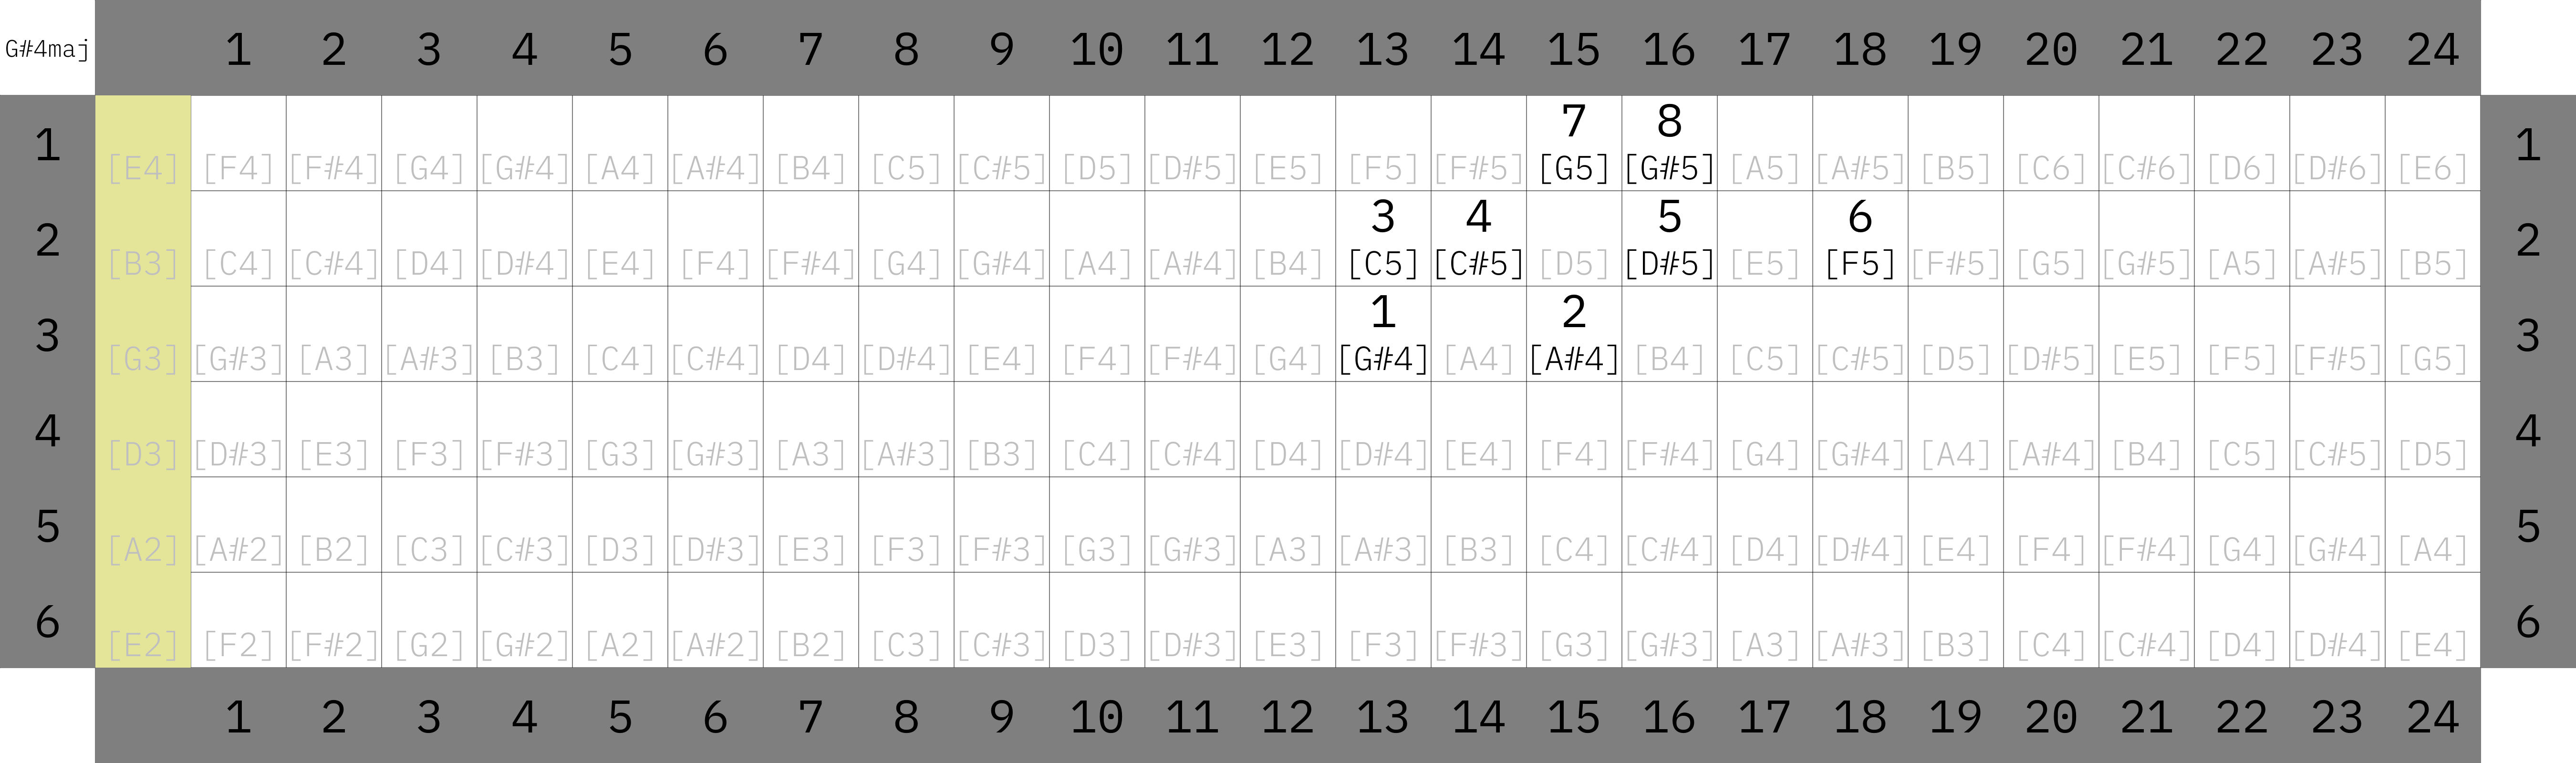 G#4maj 1 2 3 4 5 6 7 8 9 10 11 12 13 14 15 16 17 18 19 20 21 22 23 24
7 8
1 [E4] [F4] [F#4] [G4] [G#4] [A4] [A#4] [B4] [C5] [C#5] [D5] [D#5] [E5] [F5] [F#5] [G5] [G#5] [A5] [A#5] [B5] [C6] [C#6] [D6] [D#6] [E6] 1
3 4 5 6
2 [B3] [C4] [C#4] [D4] [D#4] [E4] [F4] [F#4] [G4] [G#4] [A4] [A#4] [B4] [C5] [C#5] [D5] [D#5] [E5] [F5] [F#5] [G5] [G#5] [A5] [A#5] [B5] 2
1 2
3 [G3] [G#3] [A3] [A#3] [B3] [C4] [C#4] [D4] [D#4] [E4] [F4] [F#4] [G4] [G#4] [A4] [A#4] [B4] [C5] [C#5] [D5] [D#5] [E5] [F5] [F#5] [G5] 3
4 [D3] [D#3] [E3] [F3] [F#3] [G3] [G#3] [A3] [A#3] [B3] [C4] [C#4] [D4] [D#4] [E4] [F4] [F#4] [G4] [G#4] [A4] [A#4] [B4] [C5] [C#5] [D5] 4
5 [A2] [A#2] [B2] [C3] [C#3] [D3] [D#3] [E3] [F3] [F#3] [G3] [G#3] [A3] [A#3] [B3] [C4] [C#4] [D4] [D#4] [E4] [F4] [F#4] [G4] [G#4] [A4] 5
6 [E2] [F2] [F#2] [G2] [G#2] [A2] [A#2] [B2] [C3] [C#3] [D3] [D#3] [E3] [F3] [F#3] [G3] [G#3] [A3] [A#3] [B3] [C4] [C#4] [D4] [D#4] [E4] 6
1 2 3 4 5 6 7 8 9 10 11 12 13 14 15 16 17 18 19 20 21 22 23 24